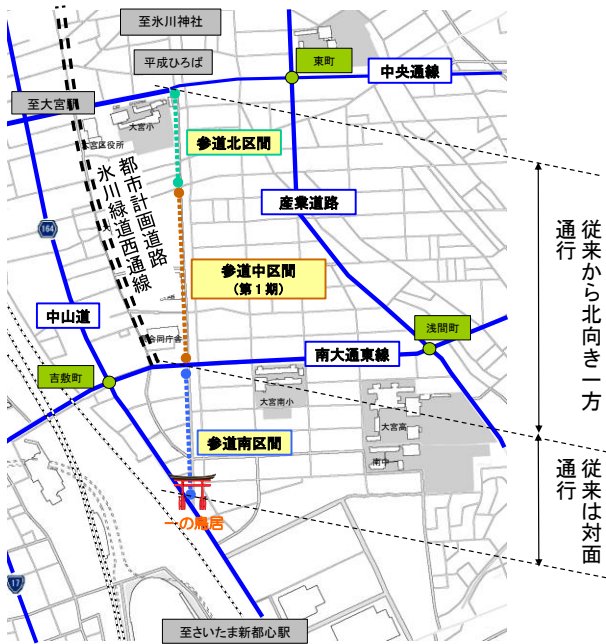 至氷川神社
平成ひろば
東町
中央通線
至大宮駅
大宮小
大宮区役所
参道北区間
都市計画道路
氷川緑道西通線
産業道路
164
参道中区間
(第1期)
従来から北向き一方
通行
中山道
浅間町
合同庁舎
南大通東線
吉敷町
大宮南小
大宮高
参道南区間
南中
従来は対面
通行
一の鳥居
17
至さいたま新都心駅